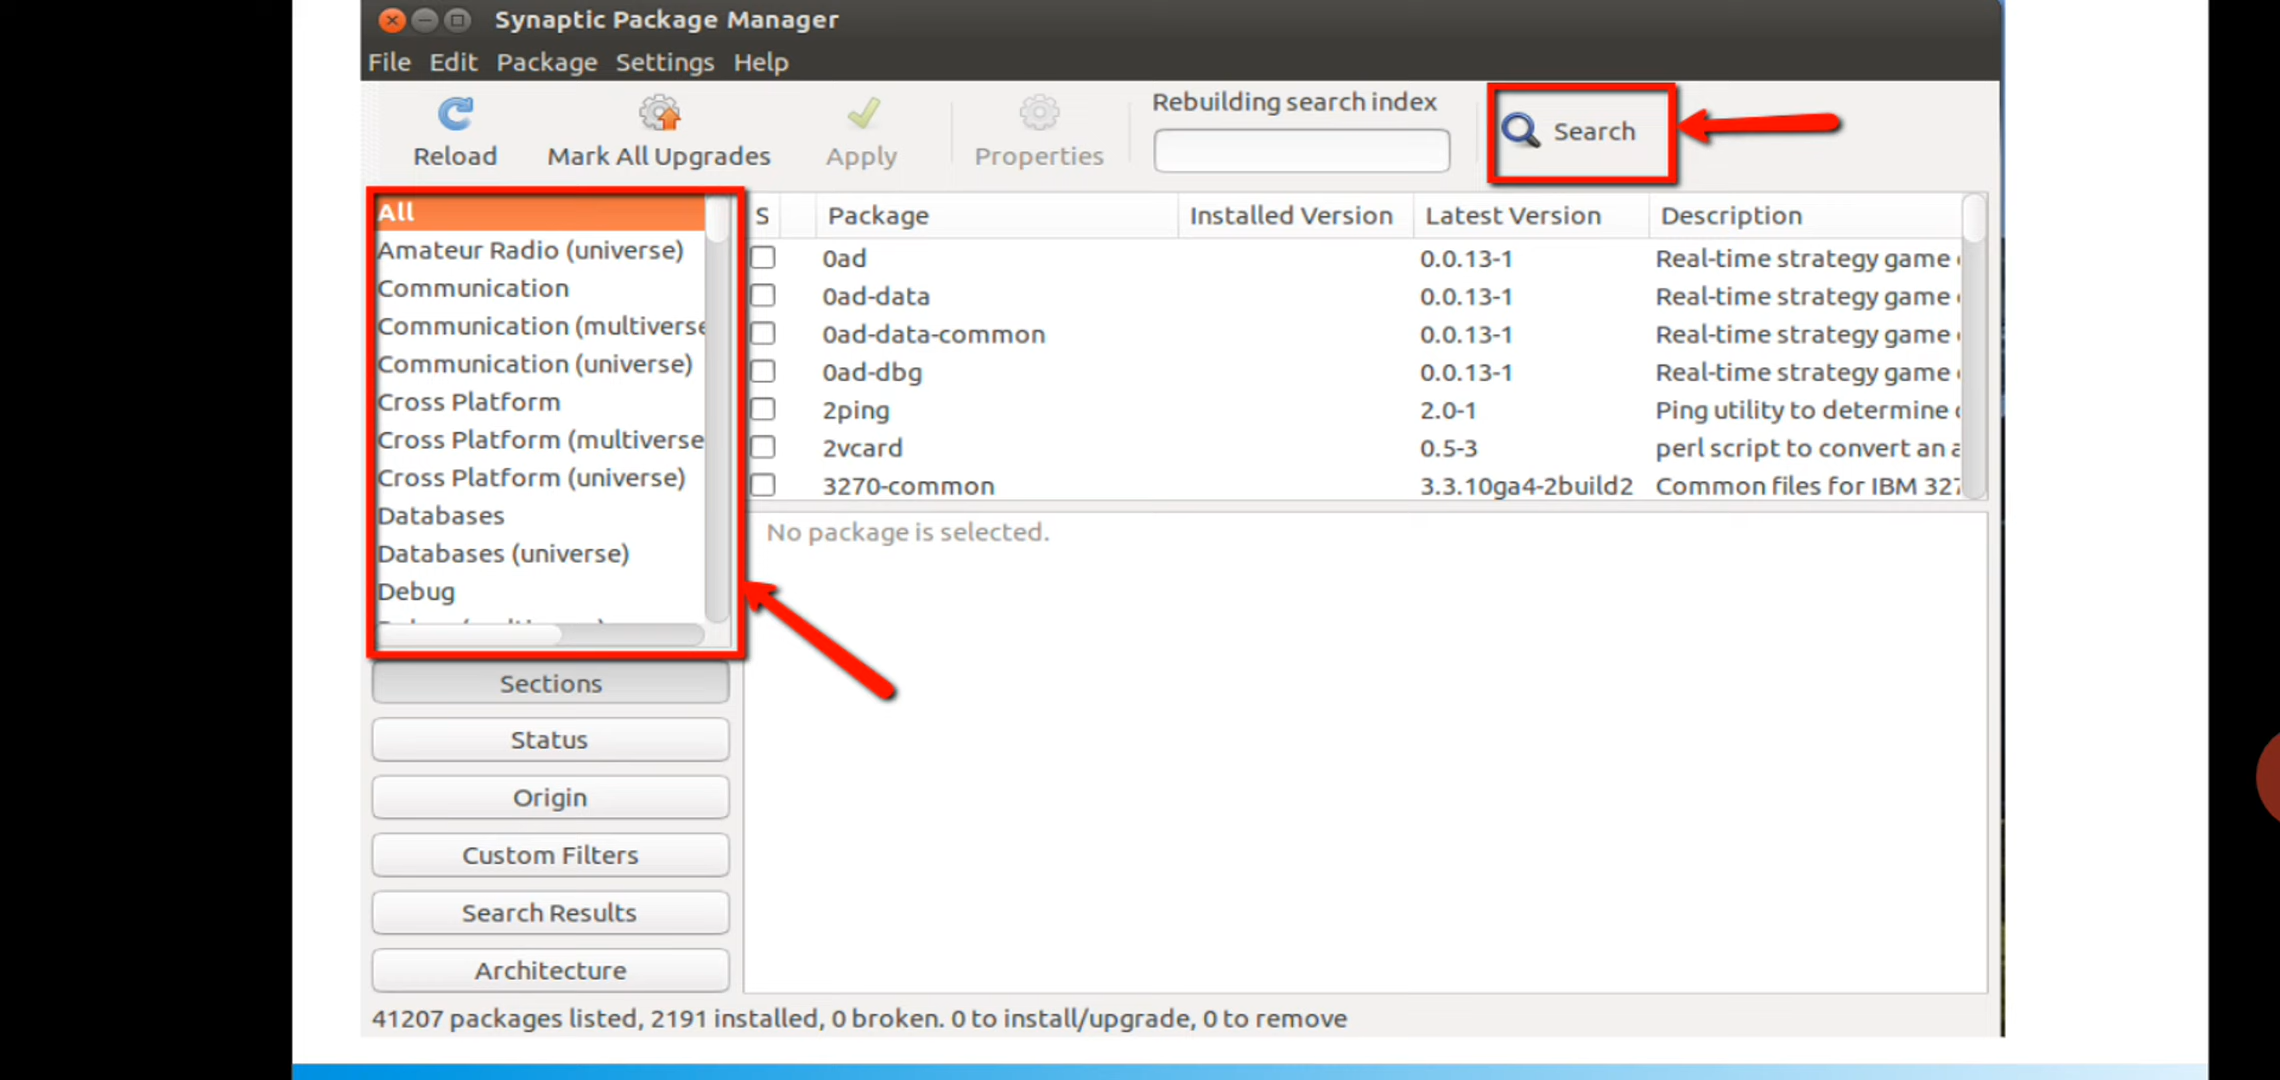 Synaptic Package Manager
File Edit Package Settings Help
Reload
Mark All Upgrades
Apply
Properties
Rebuilding search index
Search
All
Amateur Radio (universe)
Communication
Communication (multiverse
Communication (universe)
Cross Platform
Cross Platform (multiverse
Cross Platform (universe)
Databases
Databases (universe)
Debug
S Package Installed Version Latest Version Description
0ad 0.0.13-1 Real-time strategy game
0ad-data 0.0.13-1 Real-time strategy game
0ad-data-common 0.0.13-1 Real-time strategy game
0ad-dbg 0.0.13-1 Real-time strategy game
2ping 2.0-1 Ping utility to determine
2vcard 0.5-3 perl script to convert an a
3270-common 3.3.10ga4-2build2 Common files for IBM 327
No package is selected.
Sections
Status
Origin
Custom Filters
Search Results
Architecture
41207 packages listed, 2191 installed, 0 broken. 0 to install/upgrade, 0 to remove